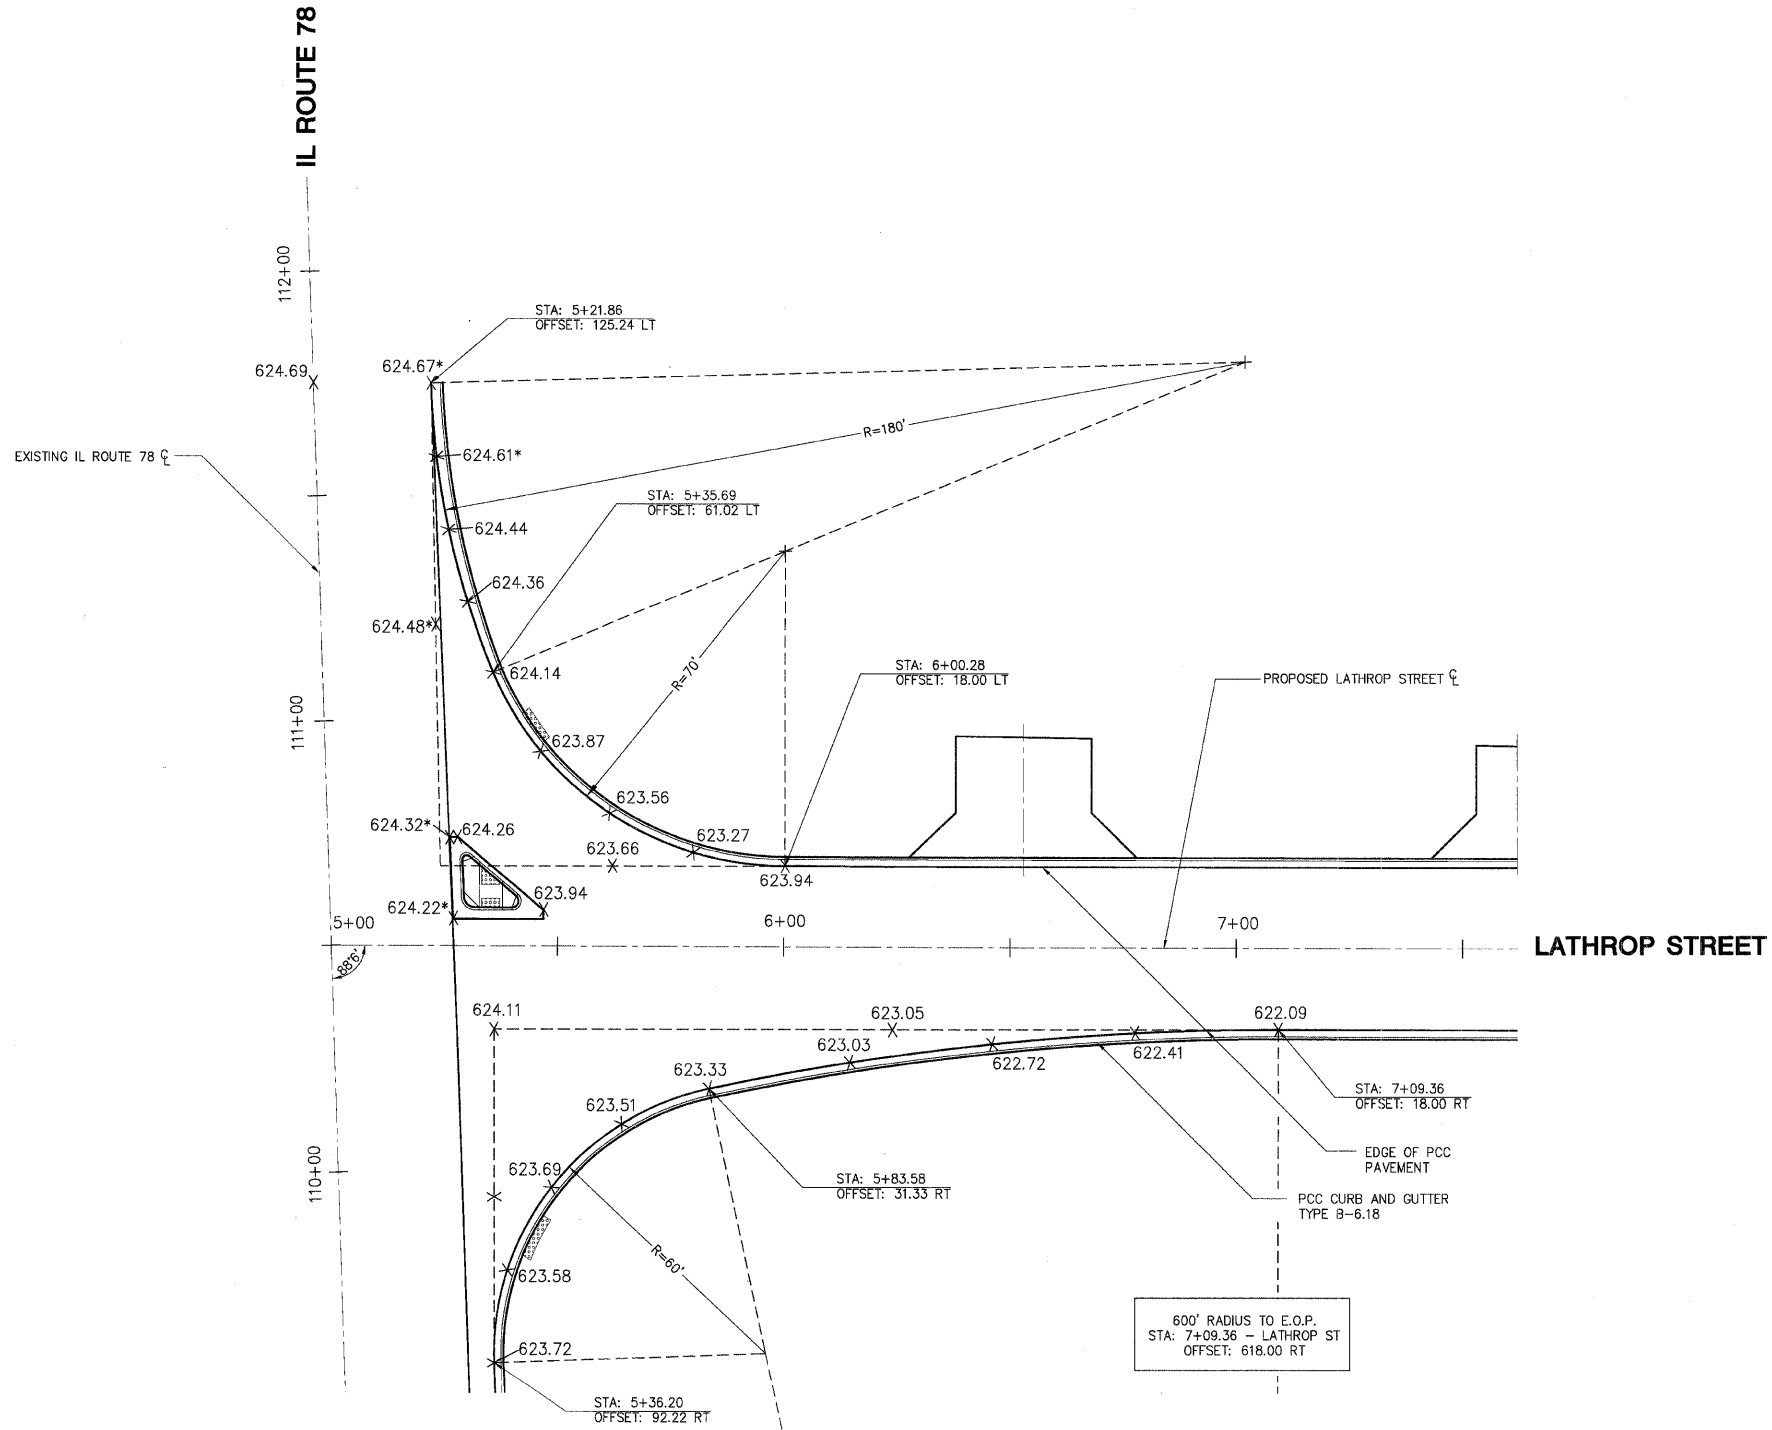 IL ROUTE 78
112+00
STA: 5+21.86
OFFSET: 125.24 LT
624.69
624.67*
R=180'
EXISTING IL ROUTE 78 ℄
624.61*
STA: 5+35.69
OFFSET: 61.02 LT
624.44
624.36
624.48*
STA: 6+00.28
OFFSET: 18.00 LT
624.14
R=70'
PROPOSED LATHROP STREET ℄
111+00
623.87
623.56
624.32*
624.26
623.27
623.66
623.94
623.94
624.22*
5+00
6+00
7+00
LATHROP STREET
88°6'
624.11
623.05
622.09
623.03
622.72
622.41
623.33
STA: 7+09.36
OFFSET: 18.00 RT
623.51
EDGE OF PCC
PAVEMENT
110+00
623.69
STA: 5+83.58
OFFSET: 31.33 RT
PCC CURB AND GUTTER
TYPE B-6.18
R=60'
623.58
600' RADIUS TO E.O.P.
STA: 7+09.36 - LATHROP ST
OFFSET: 618.00 RT
623.72
STA: 5+36.20
OFFSET: 92.22 RT